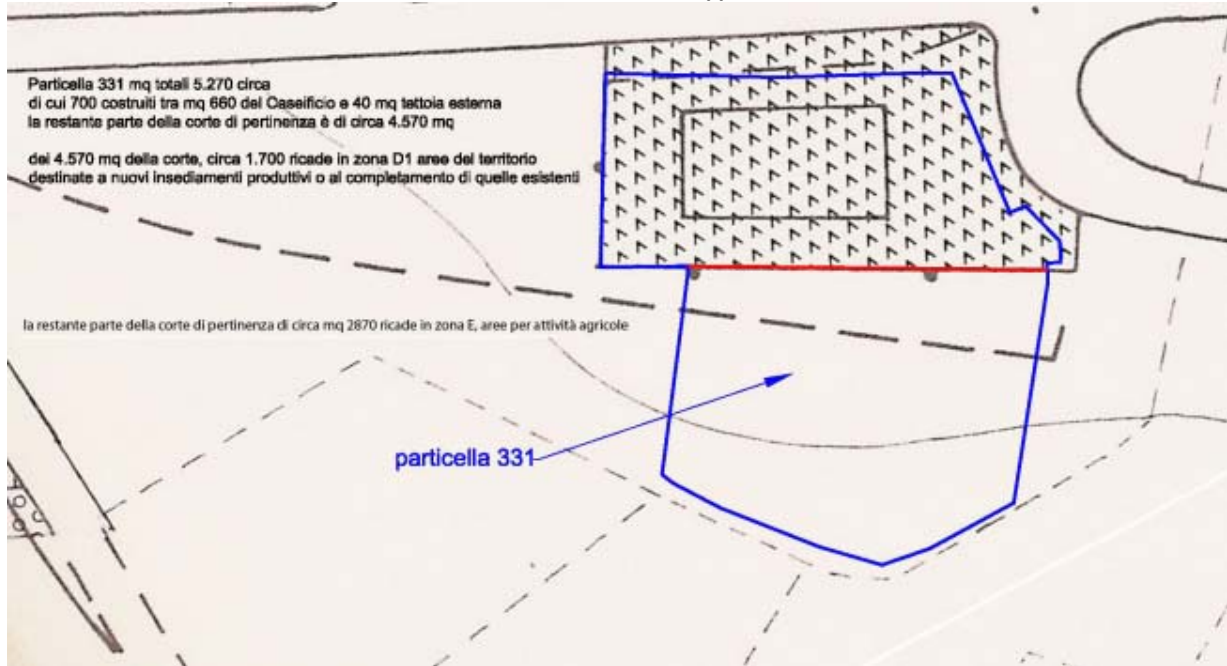 Particella 331 mq totali 5.270 circa
di cui 700 costruiti tra mq 660 del Caseificio e 40 mq tettoia esterna
la restante parte della corte di pertinenza è di circa 4.570 mq
dei 4.570 mq della corte, circa 1.700 ricade in zona D1 aree del territorio
destinate a nuovi insediamenti produttivi o al completamento di quelle esistenti
la restante parte della corte di pertinenza di circa mq 2870 ricade in zona E, aree per attività agricole
particella 331